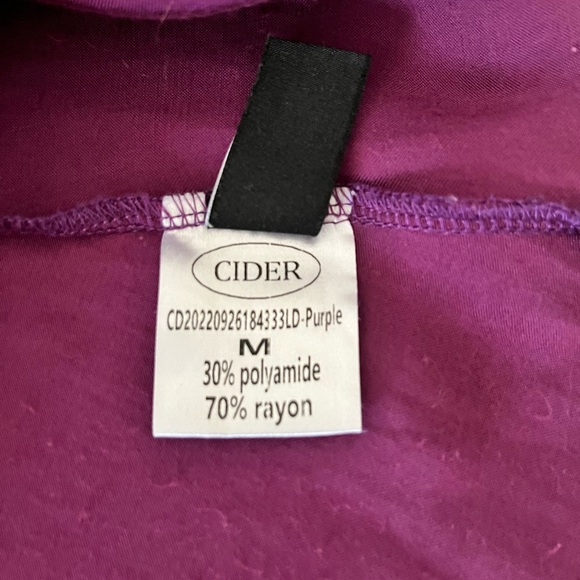 CIDER
CD20220926184333LD-Purple
M
30% polyamide
70% rayon